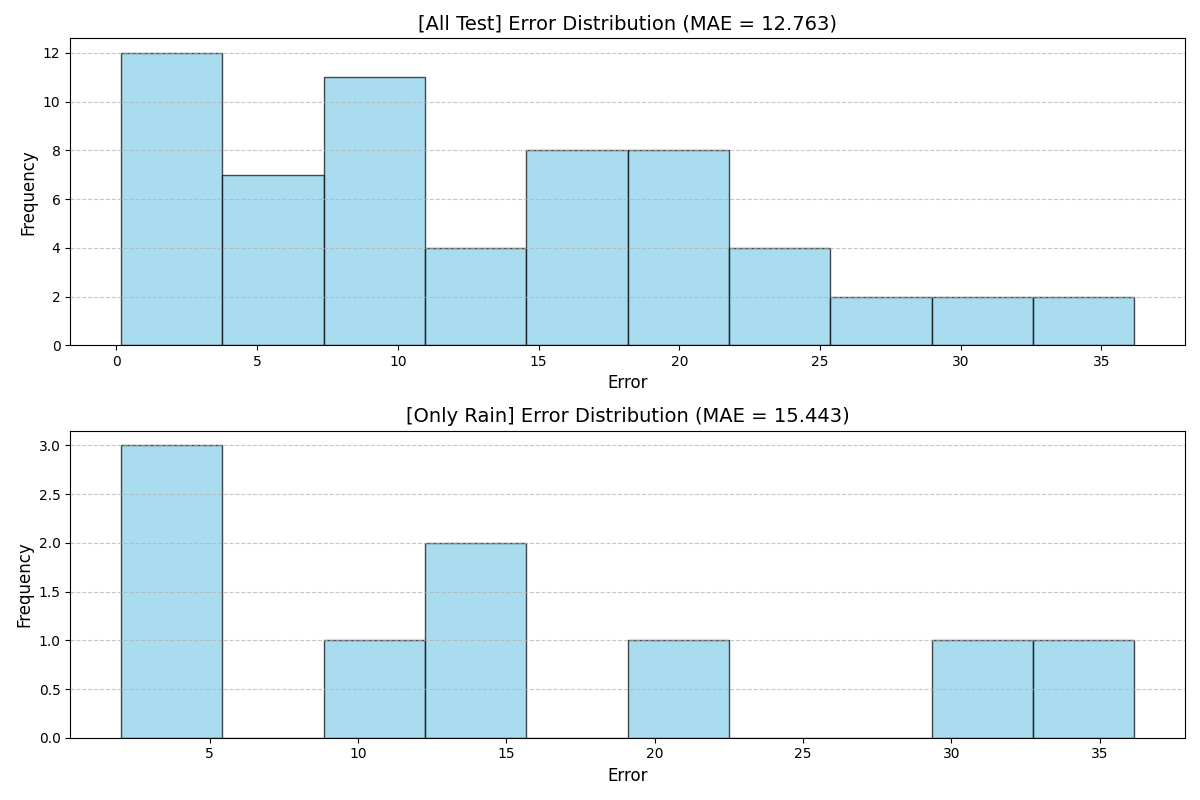 [All Test] Error Distribution (MAE = 12.763)
12
10
8
6
4
2
0
Frequency
0 5 10 15 20 25 30 35
Error
[Only Rain] Error Distribution (MAE = 15.443)
3.0
2.5
2.0
1.5
1.0
0.5
0.0
Frequency
5 10 15 20 25 30 35
Error